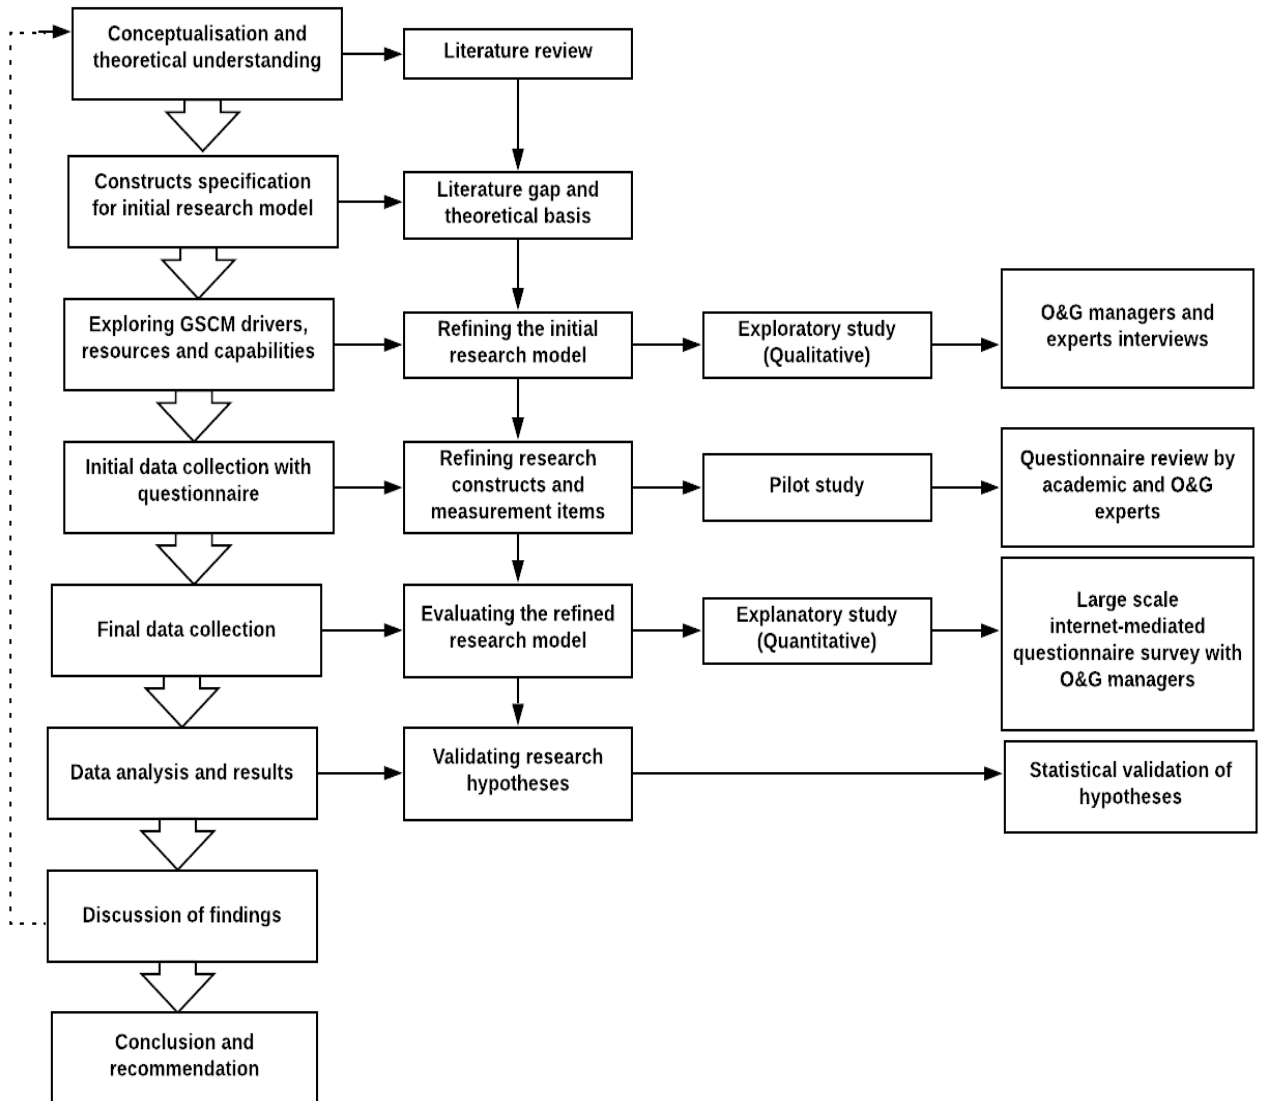 Conceptualisation and
theoretical understanding
Literature review
Constructs specification
for initial research model
Literature gap and
theoretical basis
Exploring GSCM drivers,
resources and capabilities
Refining the initial
research model
Exploratory study
(Qualitative)
O&G managers and
experts interviews
Initial data collection with
questionnaire
Refining research
constructs and
measurement items
Pilot study
Questionnaire review by
academic and O&G
experts
Final data collection
Evaluating the refined
research model
Explanatory study
(Quantitative)
Large scale
internet-mediated
questionnaire survey with
O&G managers
Data analysis and results
Validating research
hypotheses
Statistical validation of
hypotheses
Discussion of findings
Conclusion and
recommendation